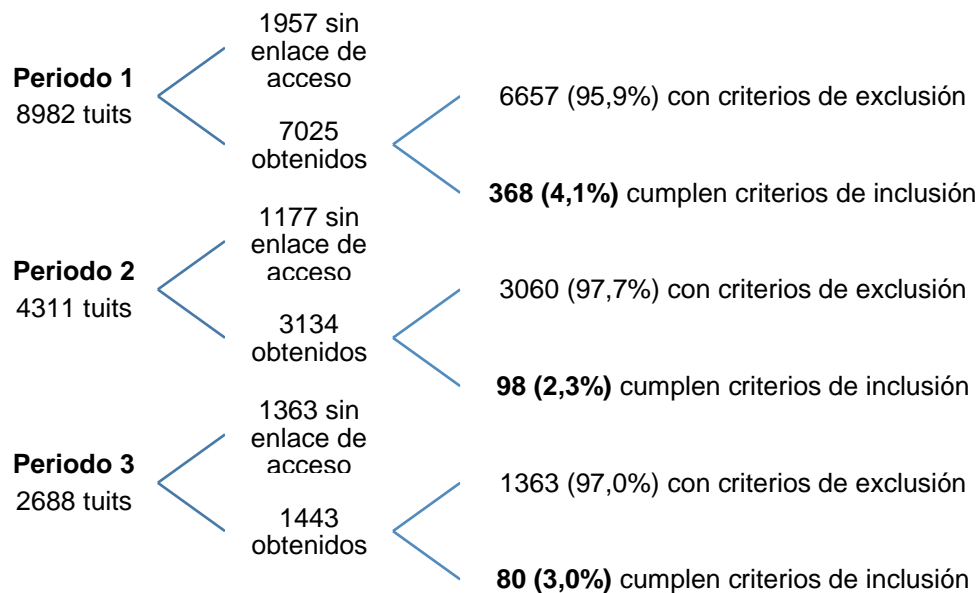 Periodo 1
8982 tuits
1957 sin
enlace de
acceso
7025
obtenidos
6657 (95,9%) con criterios de exclusión
368 (4,1%) cumplen criterios de inclusión
Periodo 2
4311 tuits
1177 sin
enlace de
acceso
3134
obtenidos
3060 (97,7%) con criterios de exclusión
98 (2,3%) cumplen criterios de inclusión
Periodo 3
2688 tuits
1363 sin
enlace de
acceso
1443
obtenidos
1363 (97,0%) con criterios de exclusión
80 (3,0%) cumplen criterios de inclusión